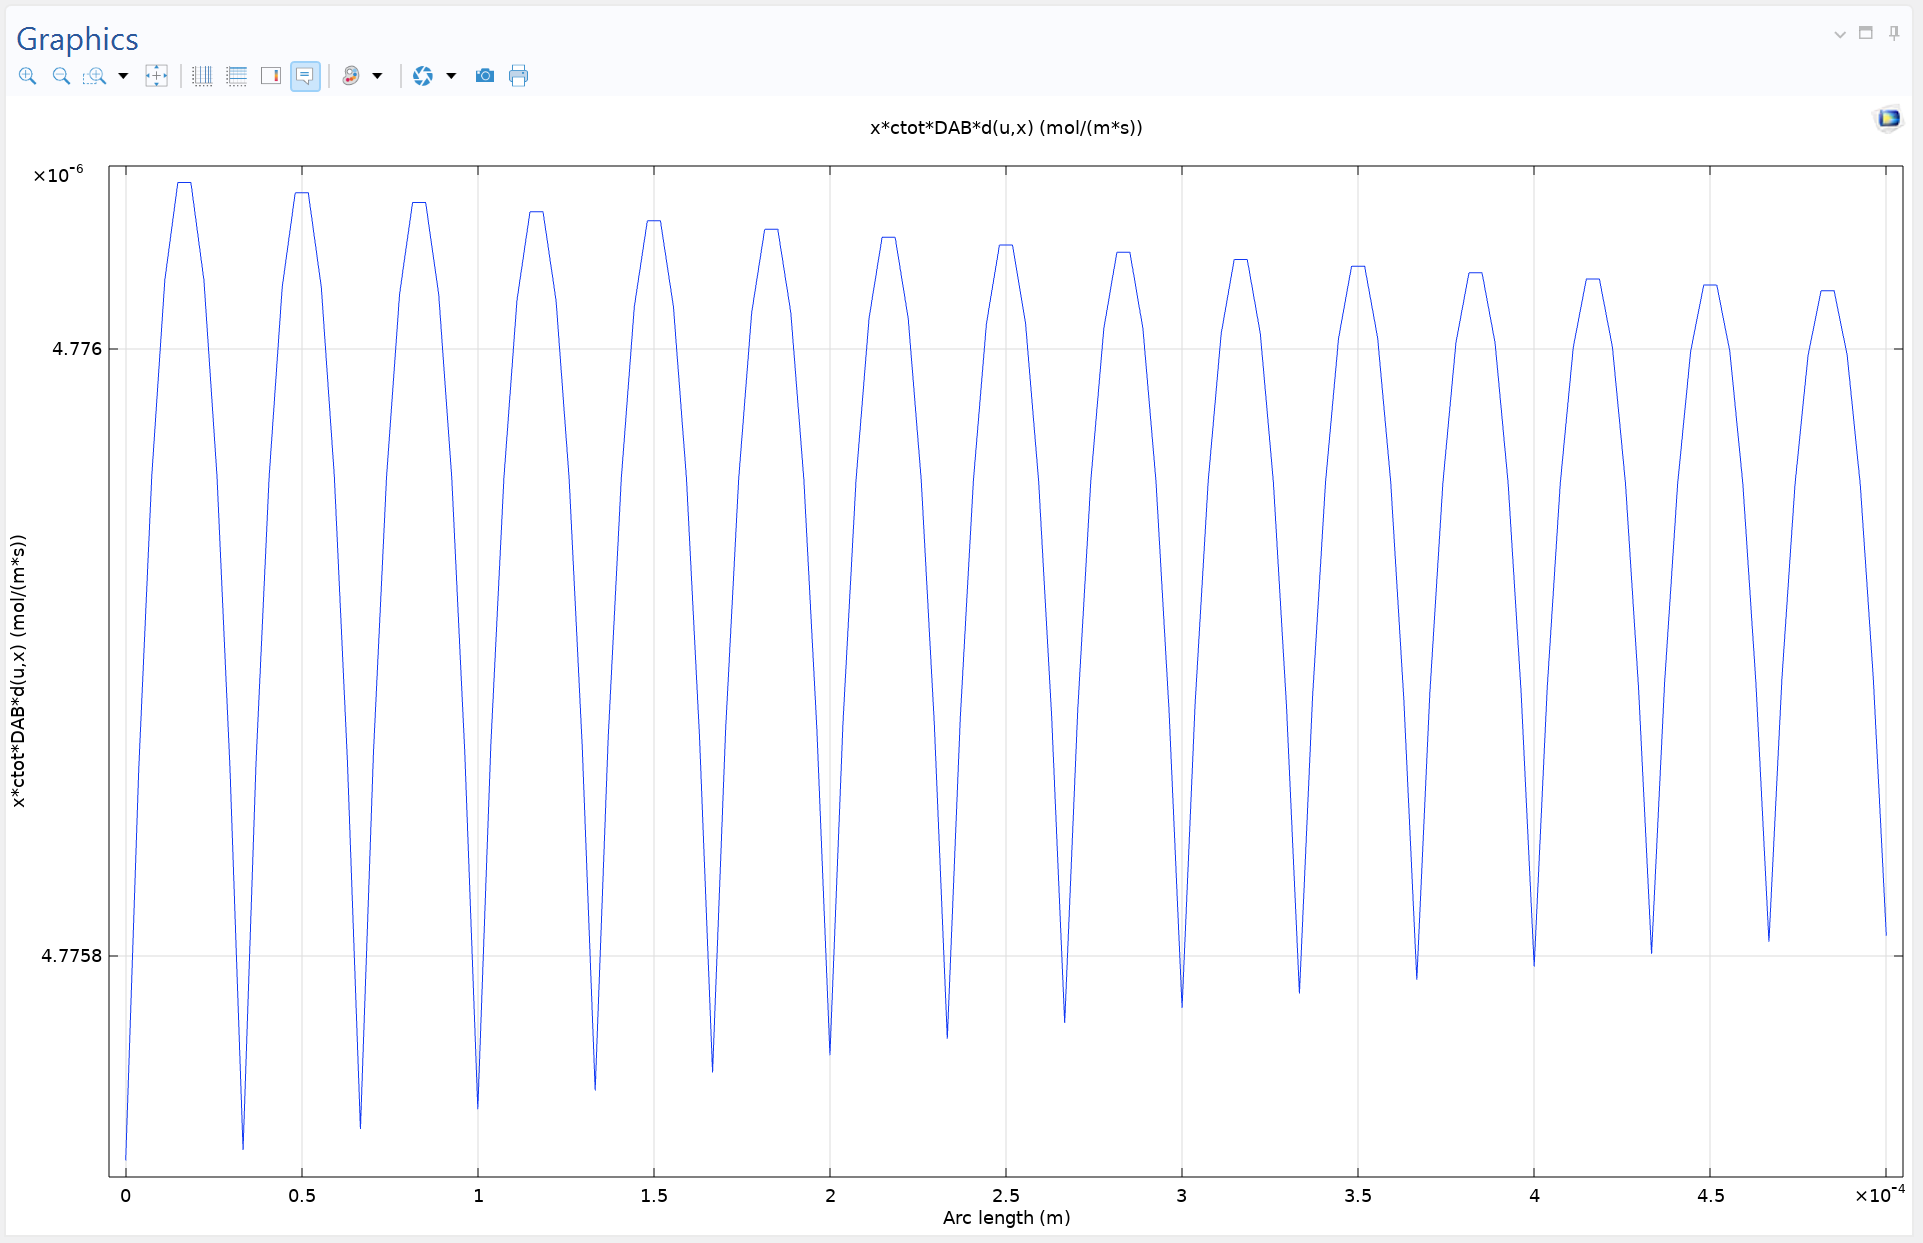 Graphics
x*ctot*DAB*d(u,x) (mol/(m*s))
×10-6
4.776
4.7758
x*ctot*DAB*d(u,x) (mol/(m*s))
0 0.5 1 1.5 2 2.5 3 3.5 4 4.5 ×10-4
Arc length (m)